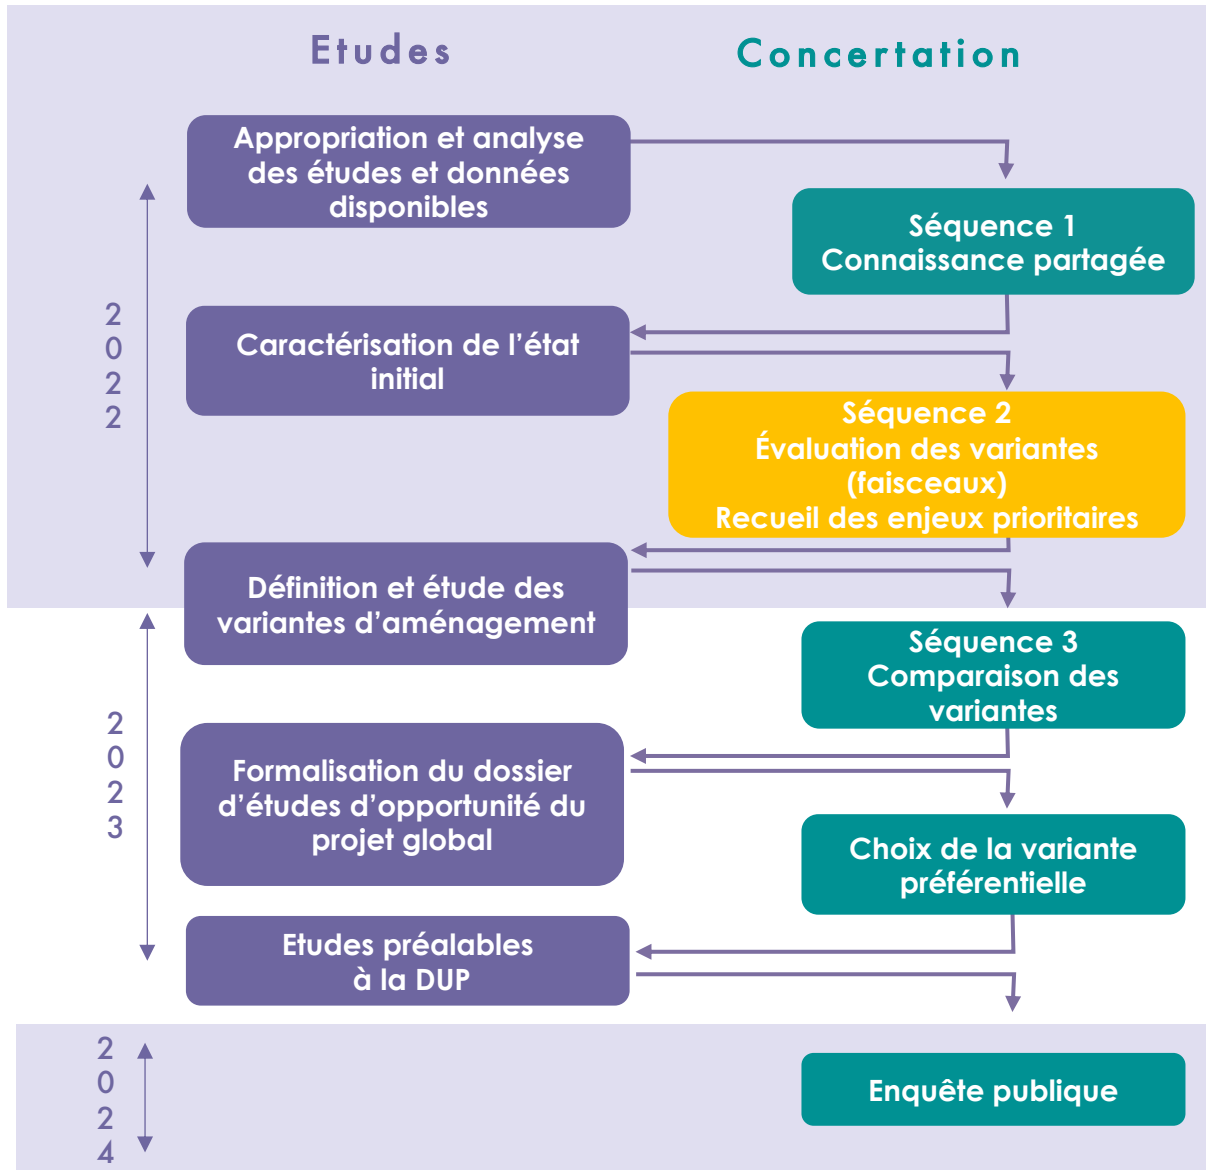 Etudes
Concertation
Appropriation et analyse
des études et données
disponibles
Séquence 1
Connaissance partagée
2
0
2
2
Caractérisation de l’état
initial
Séquence 2
Évaluation des variantes
(faisceaux)
Recueil des enjeux prioritaires
Définition et étude des
variantes d’aménagement
Séquence 3
Comparaison des
variantes
2
0
2
3
Formalisation du dossier
d’études d’opportunité du
projet global
Choix de la variante
préférentielle
Etudes préalables
à la DUP
2
0
2
4
Enquête publique